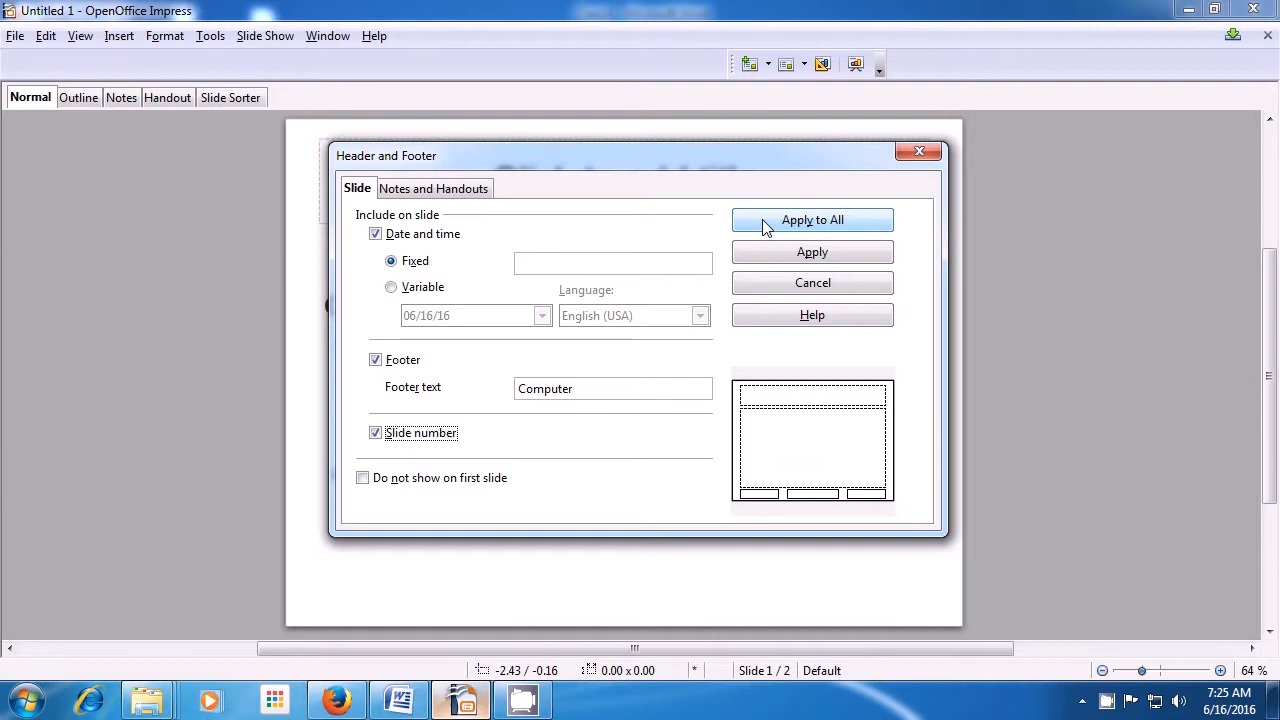 Untitled 1 - OpenOffice Impress
File Edit View Insert Format Tools Slide Show Window Help
Normal Outline Notes Handout Slide Sorter
Header and Footer
Slide Notes and Handouts
Include on slide
Apply to All
Date and time
Apply
Fixed
Variable
Language:
Cancel
06/16/16 English (USA)
Help
Footer
Footer text Computer
Slide number
Do not show on first slide
-2.43 / -0.16 0.00 x 0.00 * Slide 1 / 2 Default 64 %
7:25 AM
6/16/2016